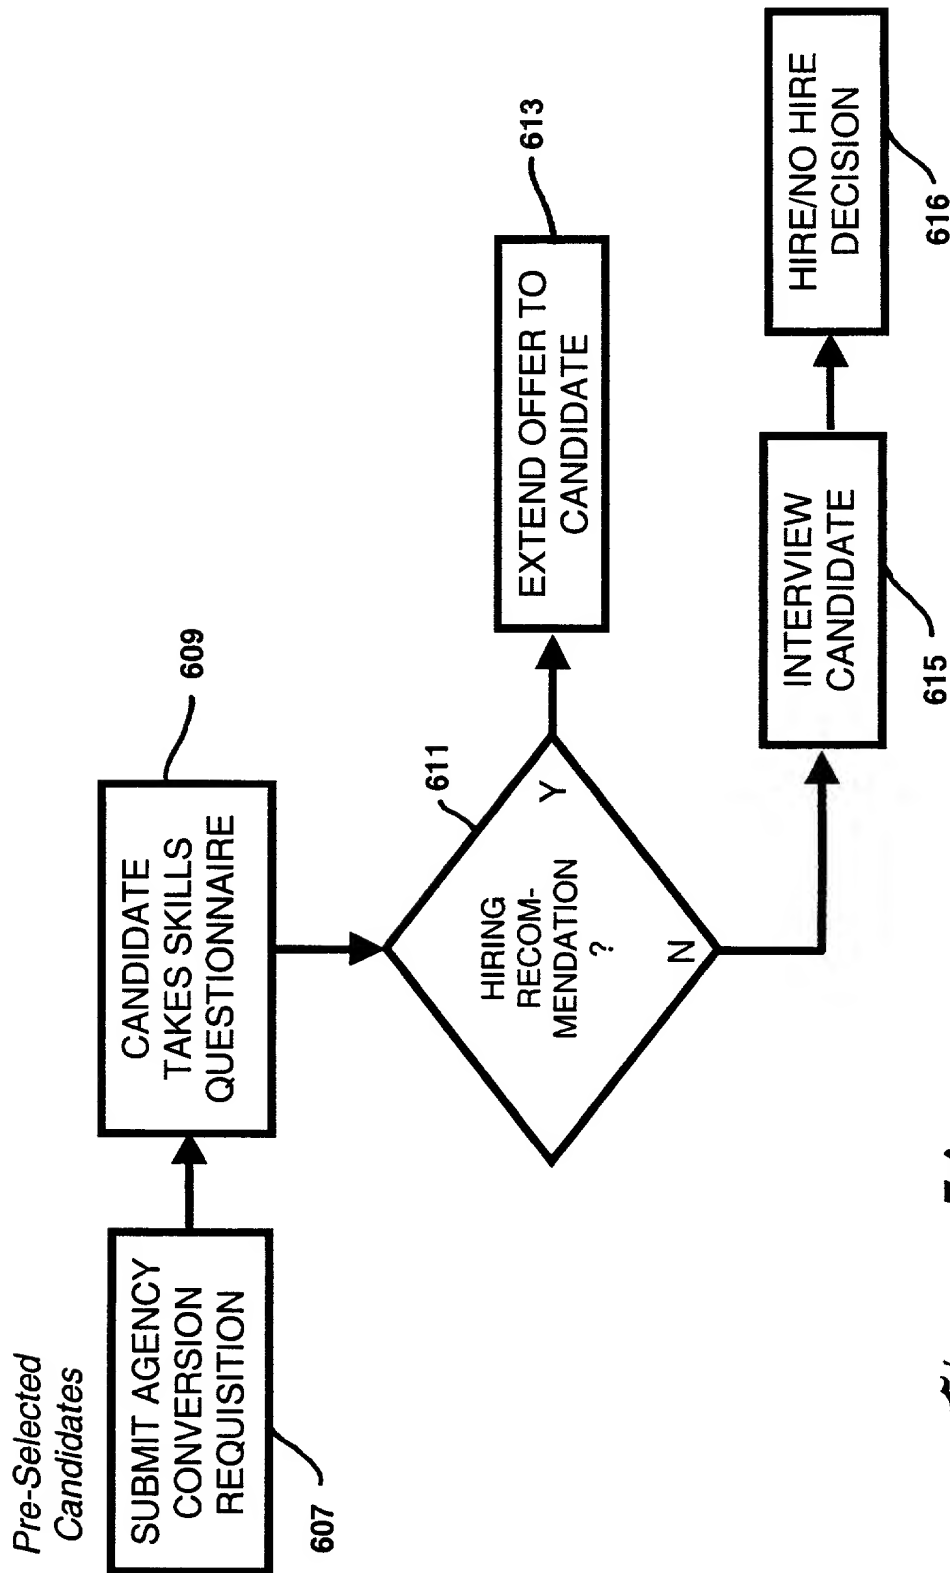 Pre-Selected
Candidates
SUBMIT AGENCY
CONVERSION
REQUISITION
607
CANDIDATE
TAKES SKILLS
QUESTIONNAIRE
609
HIRING
RECOM-
MENDATION
?
Y
N
611
EXTEND OFFER TO
CANDIDATE
613
INTERVIEW
CANDIDATE
615
HIRE/NO HIRE
DECISION
616